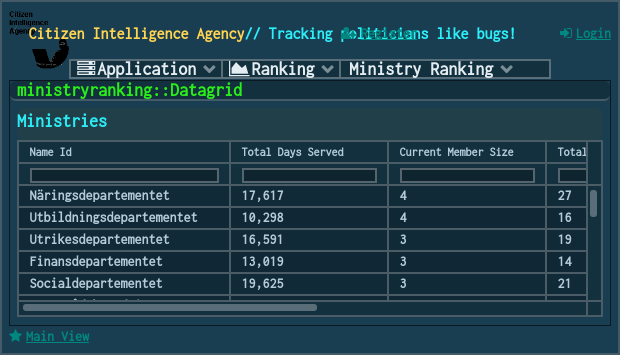 Citizen
Intelligence
Agency
Citizen Intelligence Agency// Tracking politicians like bugs!
Login
Application Ranking Ministry Ranking
ministryranking::Datagrid
Ministries
Name Id Total Days Served Current Member Size Total
Näringsdepartementet 17,617 4 27
Utbildningsdepartementet 10,298 4 16
Utrikesdepartementet 16,591 3 19
Finansdepartementet 13,019 3 14
Socialdepartementet 19,625 3 21
Main View